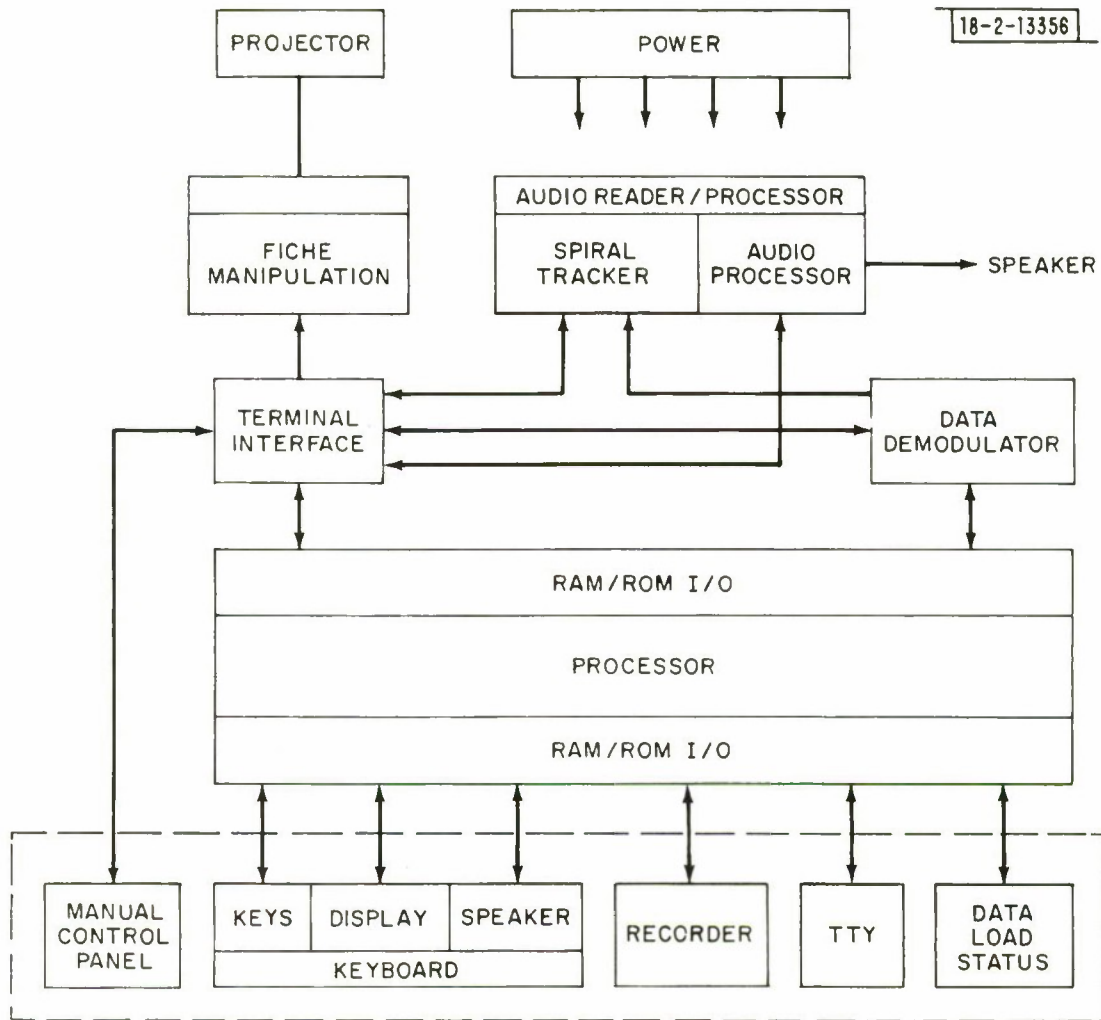 18-2-13356
PROJECTOR
POWER
AUDIO READER/PROCESSOR
FICHE
MANIPULATION
SPIRAL
TRACKER
AUDIO
PROCESSOR
SPEAKER
TERMINAL
INTERFACE
DATA
DEMODULATOR
RAM/ROM I/O
PROCESSOR
RAM/ROM I/O
MANUAL
CONTROL
PANEL
KEYS
DISPLAY
SPEAKER
KEYBOARD
RECORDER
TTY
DATA
LOAD
STATUS